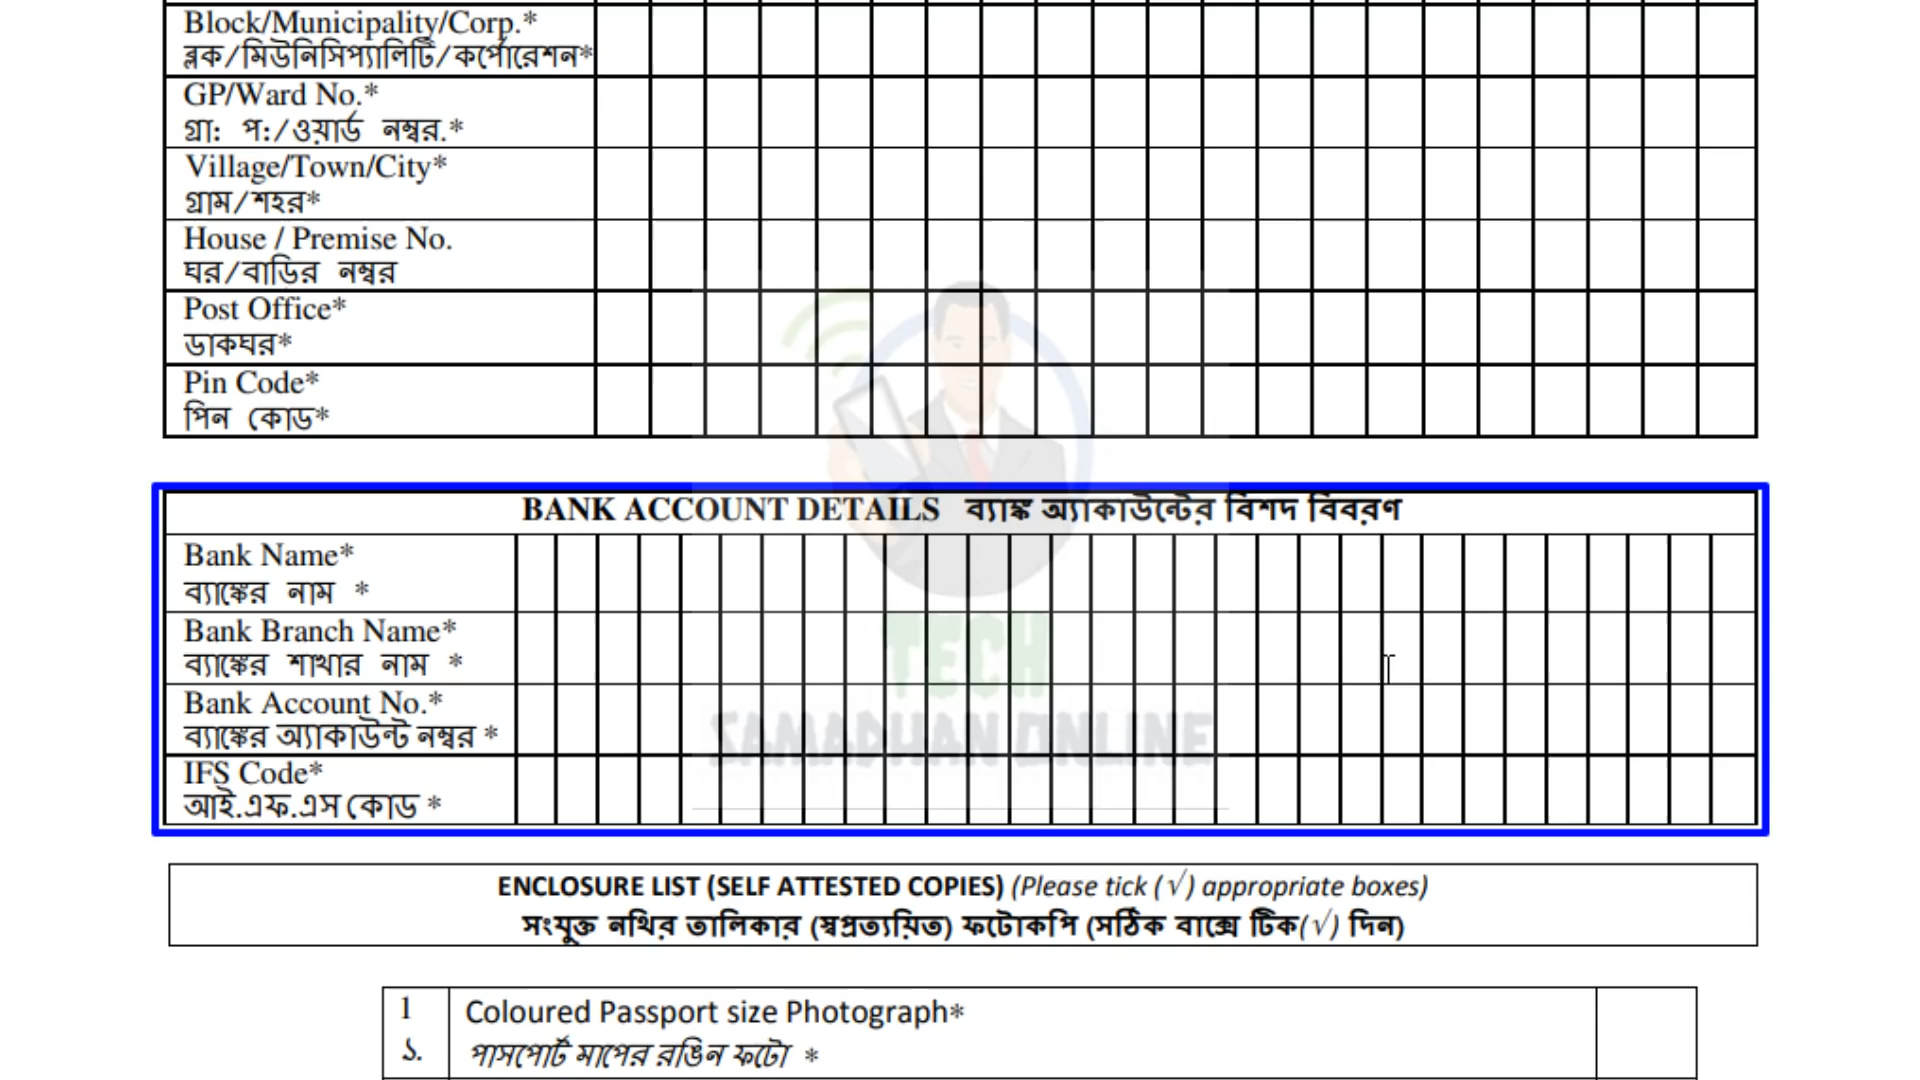 Block/Municipality/Corp.*
ব্লক/মিউনিসিপ্যালিটি/কর্পোরেশন*
GP/Ward No.*
গ্রা: প:/ওয়ার্ড নম্বর.*
Village/Town/City*
গ্রাম/শহর*
House / Premise No.
ঘর/বাড়ির নম্বর
Post Office*
ডাকঘর*
Pin Code*
পিন কোড*
BANK ACCOUNT DETAILS ব্যাঙ্ক অ্যাকাউন্টের বিশদ বিবরণ
Bank Name*
ব্যাঙ্কের নাম *
Bank Branch Name*
ব্যাঙ্কের শাখার নাম *
TECH
Bank Account No.*
ব্যাঙ্কের অ্যাকাউন্ট নম্বর *
SAMADHAN ONLINE
IFS Code*
আই.এফ.এস কোড *
ENCLOSURE LIST (SELF ATTESTED COPIES) (Please tick (√) appropriate boxes)
সংযুক্ত নথির তালিকার (স্বপ্রত্যয়িত) ফটোকপি (সঠিক বাক্সে টিক(√) দিন)
1 Coloured Passport size Photograph*
১. পাসপোর্ট মাপের রঙিন ফটো *